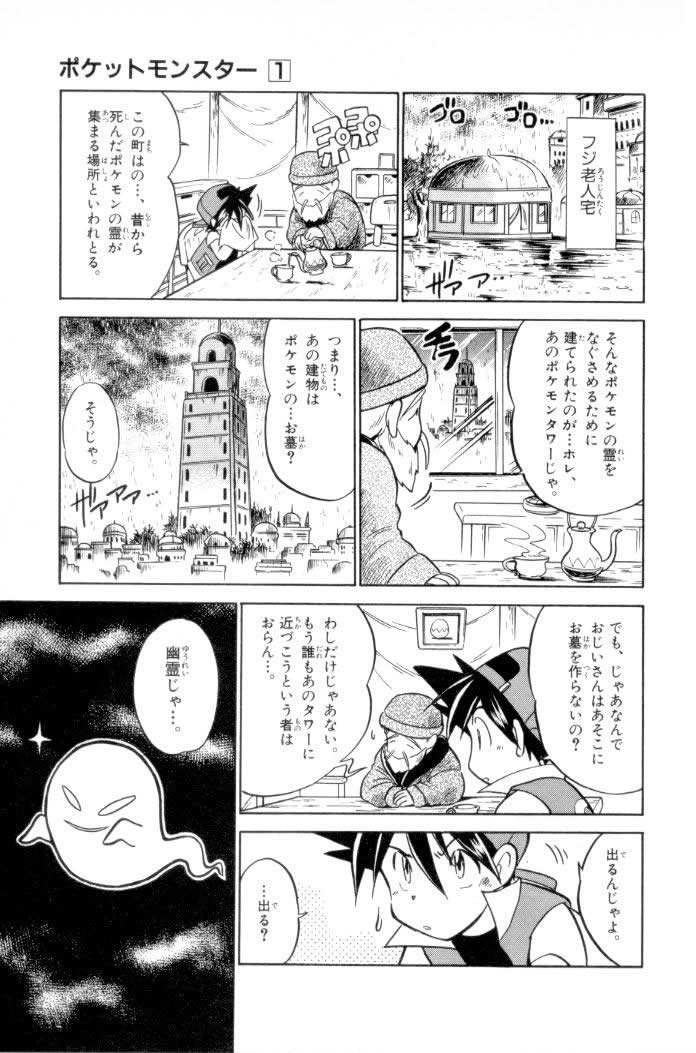 ポケットモンスター 1
フジ老人宅
ろうじんたく
ゴロ
ゴロ
ザァァ…
ポコ
ポコ
この町はの…、昔から
死んだポケモンの霊が
集まる場所といわれとる。
そんなポケモンの霊を
なぐさめるために
建てられたのが…ホレ、
あのポケモンタワーじゃ。
つまり…、
あの建物は
ポケモンの…お墓？
ザァァァ…
そうじゃ。
でも、じゃあなんで
おじいさんはあそこに
お墓を作らないの？
わしだけじゃあない。
もう誰もあのタワーに
近づこうという者は
おらん…。
出るんじゃよ。
…出る？
幽霊じゃ…。